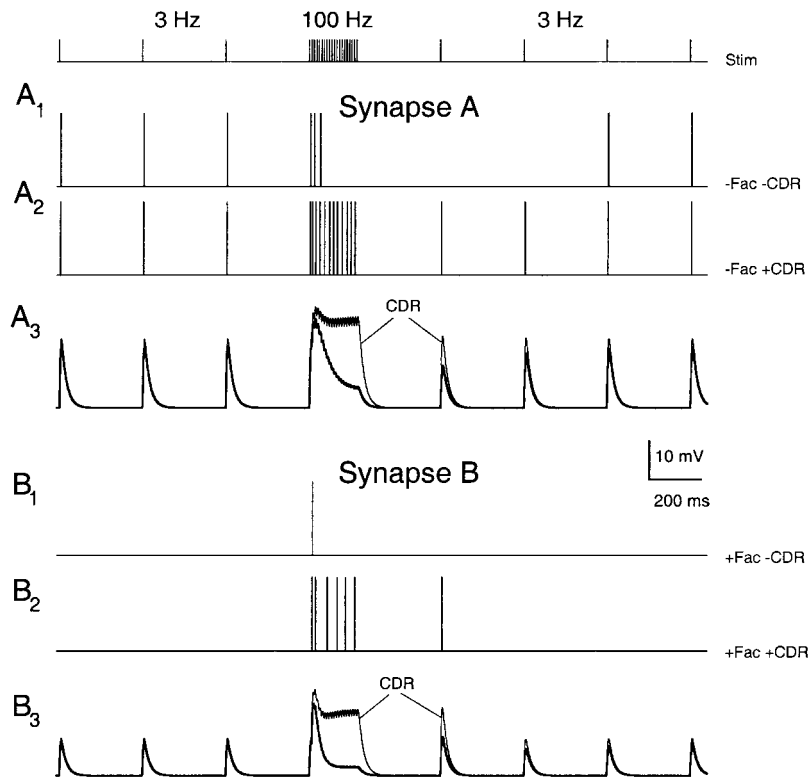 3 Hz 100 Hz 3 Hz
Stim
A1 Synapse A
-Fac -CDR
A2
-Fac +CDR
A3 CDR
Synapse B
10 mV
200 ms
B1
+Fac -CDR
B2
+Fac +CDR
B3 CDR